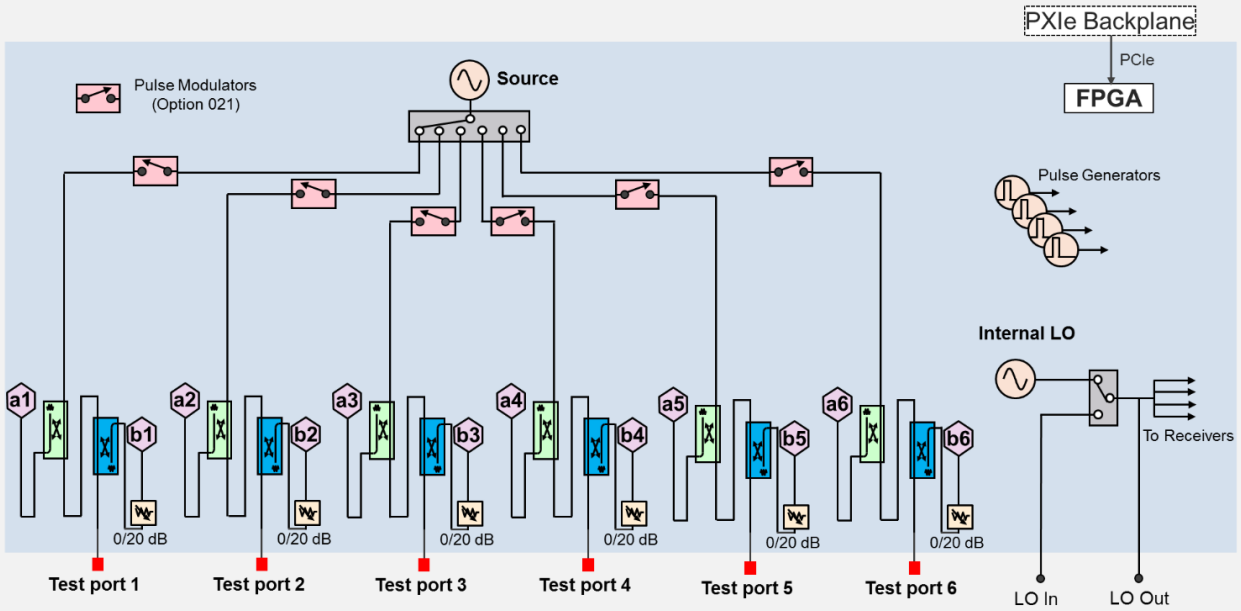 PXIe Backplane
PCIe
FPGA
Source
Pulse Modulators
(Option 021)
Pulse Generators
Internal LO
To Receivers
a1
b1
a2
b2
a3
b3
a4
b4
a5
b5
a6
b6
0/20 dB
0/20 dB
0/20 dB
0/20 dB
0/20 dB
0/20 dB
Test port 1
Test port 2
Test port 3
Test port 4
Test port 5
Test port 6
LO In
LO Out